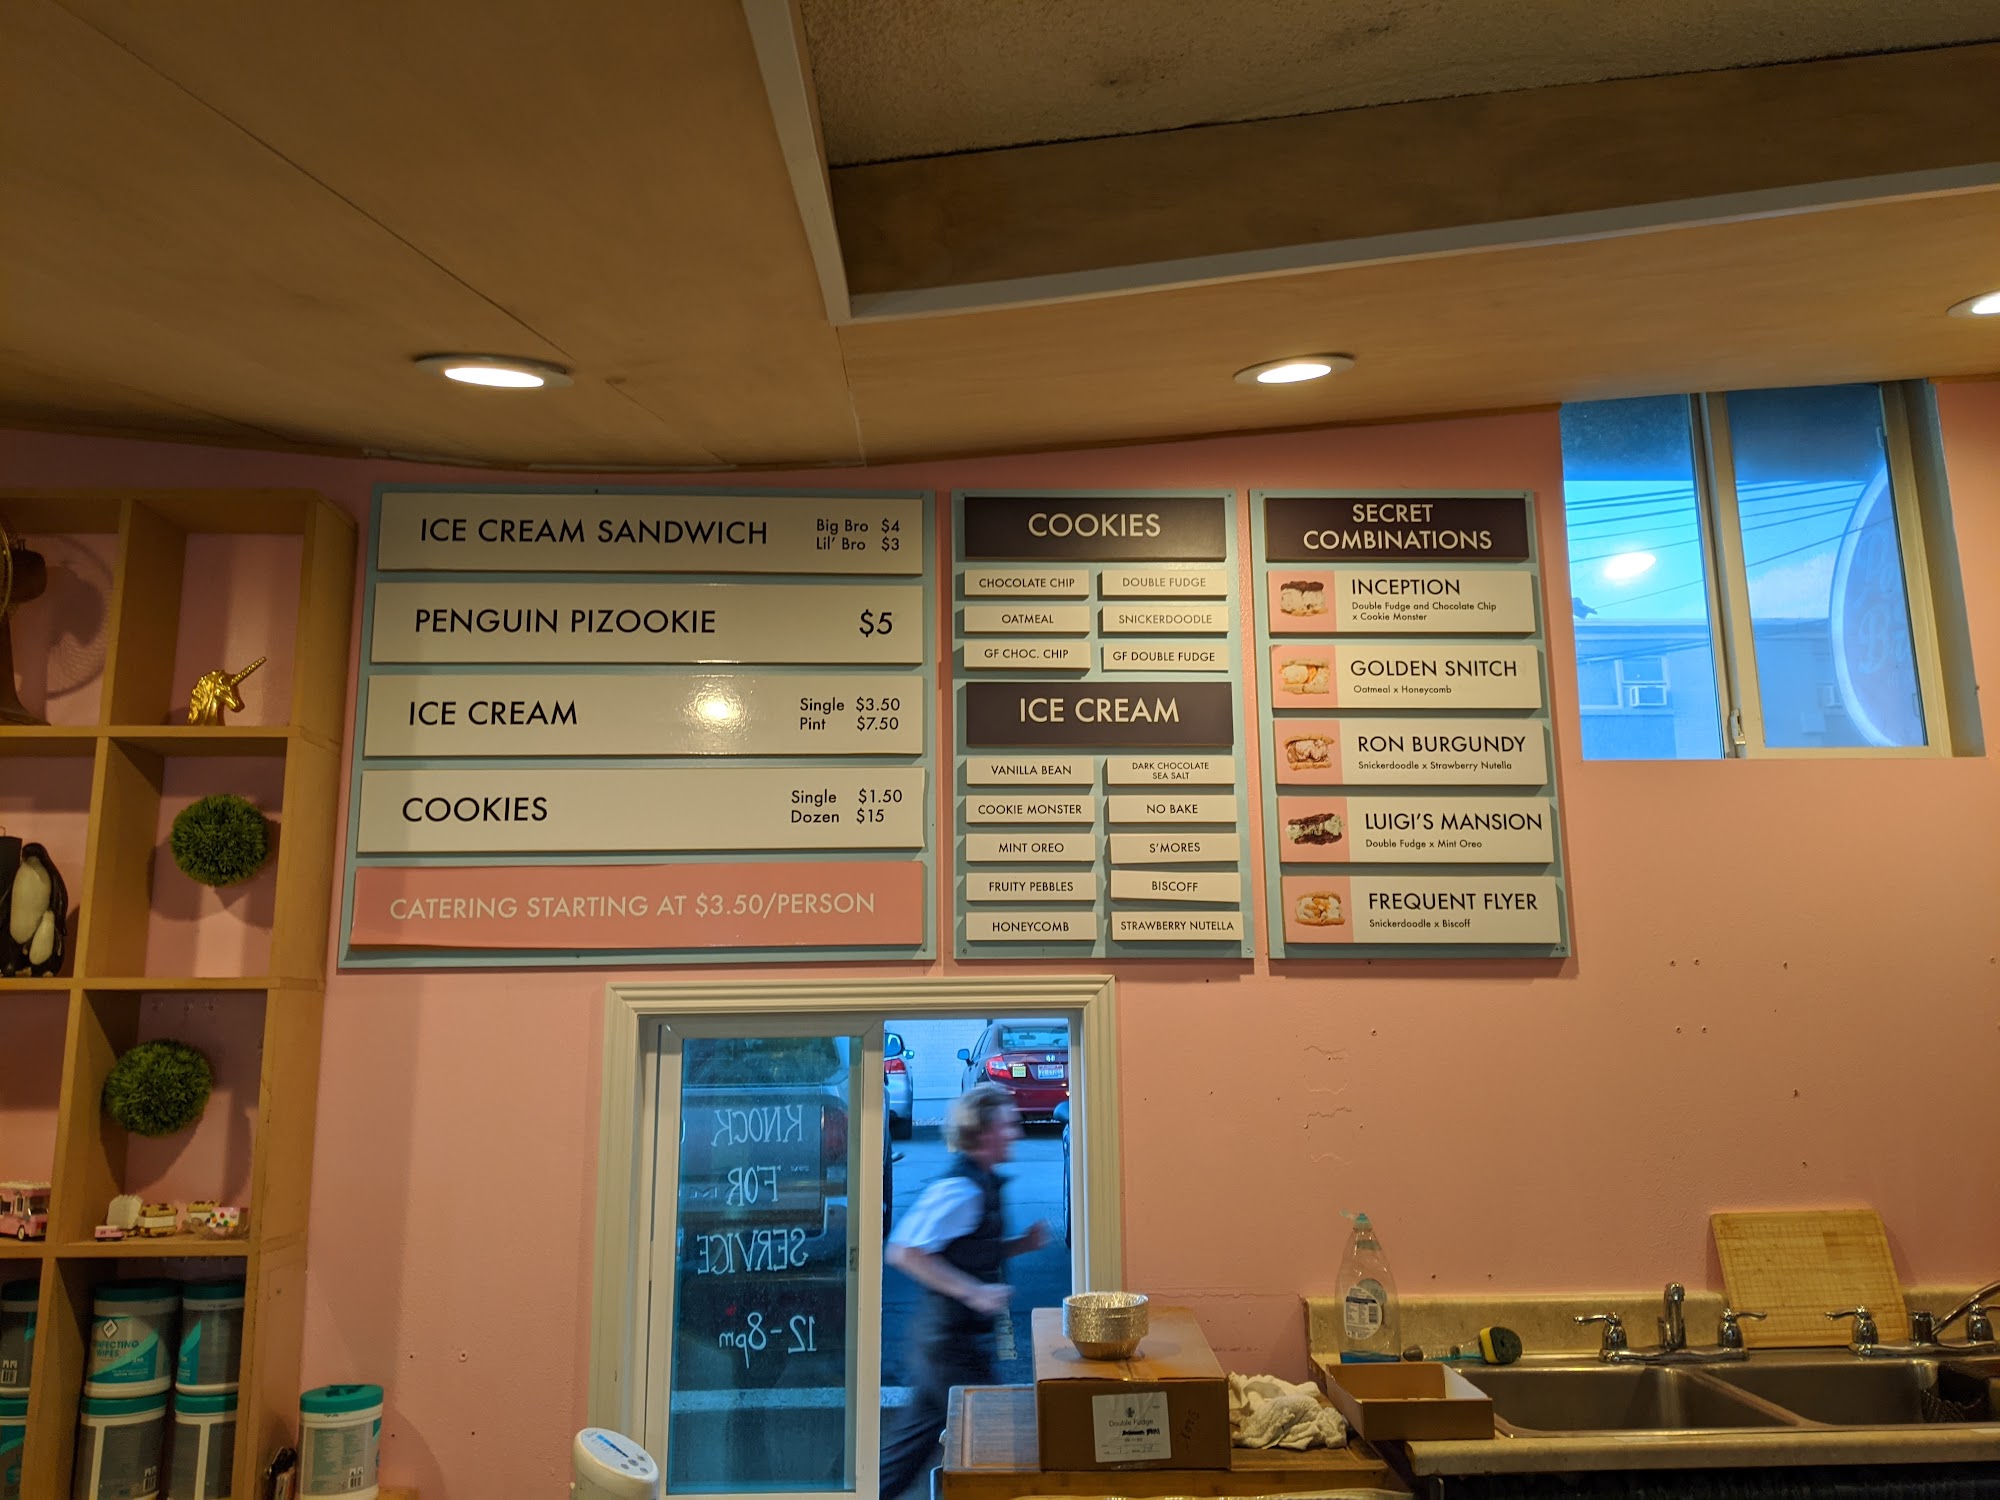 ICE CREAM SANDWICH
Big Bro $4
Lil' Bro $3
PENGUIN PIZOOKIE $5
ICE CREAM
Single $3.50
Pint $7.50
COOKIES
Single $1.50
Dozen $15
CATERING STARTING AT $3.50/PERSON
COOKIES
CHOCOLATE CHIP
DOUBLE FUDGE
OATMEAL
SNICKERDOODLE
GF CHOC. CHIP
GF DOUBLE FUDGE
ICE CREAM
VANILLA BEAN
DARK CHOCOLATE
SEA SALT
COOKIE MONSTER
NO BAKE
MINT OREO
S'MORES
FRUITY PEBBLES
BISCOFF
HONEYCOMB
STRAWBERRY NUTELLA
SECRET
COMBINATIONS
INCEPTION
Double Fudge and Chocolate Chip
x Cookie Monster
GOLDEN SNITCH
Oatmeal x Honeycomb
RON BURGUNDY
Snickerdoodle x Strawberry Nutella
LUIGI'S MANSION
Double Fudge x Mint Oreo
FREQUENT FLYER
Snickerdoodle x Biscoff
KNOCK
FOR
SERVICE
12-8pm
Double Fudge
WIPES